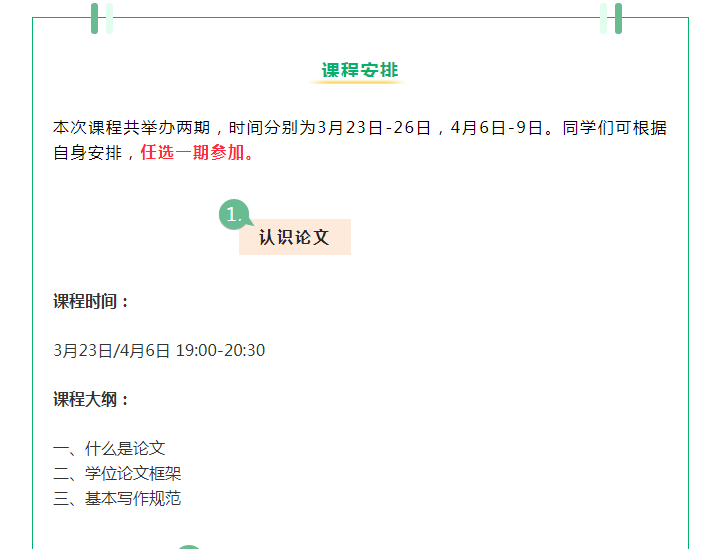 课程安排
本次课程共举办两期，时间分别为3月23日-26日，4月6日-9日。同学们可根据
自身安排，任选一期参加。
1.
认识论文
课程时间：
3月23日/4月6日 19:00-20:30
课程大纲：
一、什么是论文
二、学位论文框架
三、基本写作规范